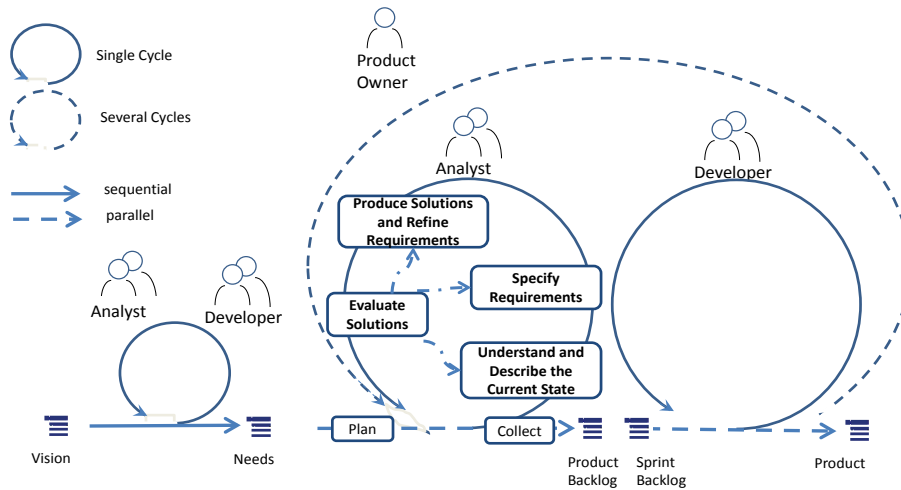 Single Cycle
Several Cycles
sequential
parallel
Analyst
Developer
Vision
Needs
Product
Owner
Analyst
Developer
Produce Solutions
and Refine
Requirements
Specify
Requirements
Evaluate
Solutions
Understand and
Describe the
Current State
Plan
Collect
Product
Backlog
Sprint
Backlog
Product